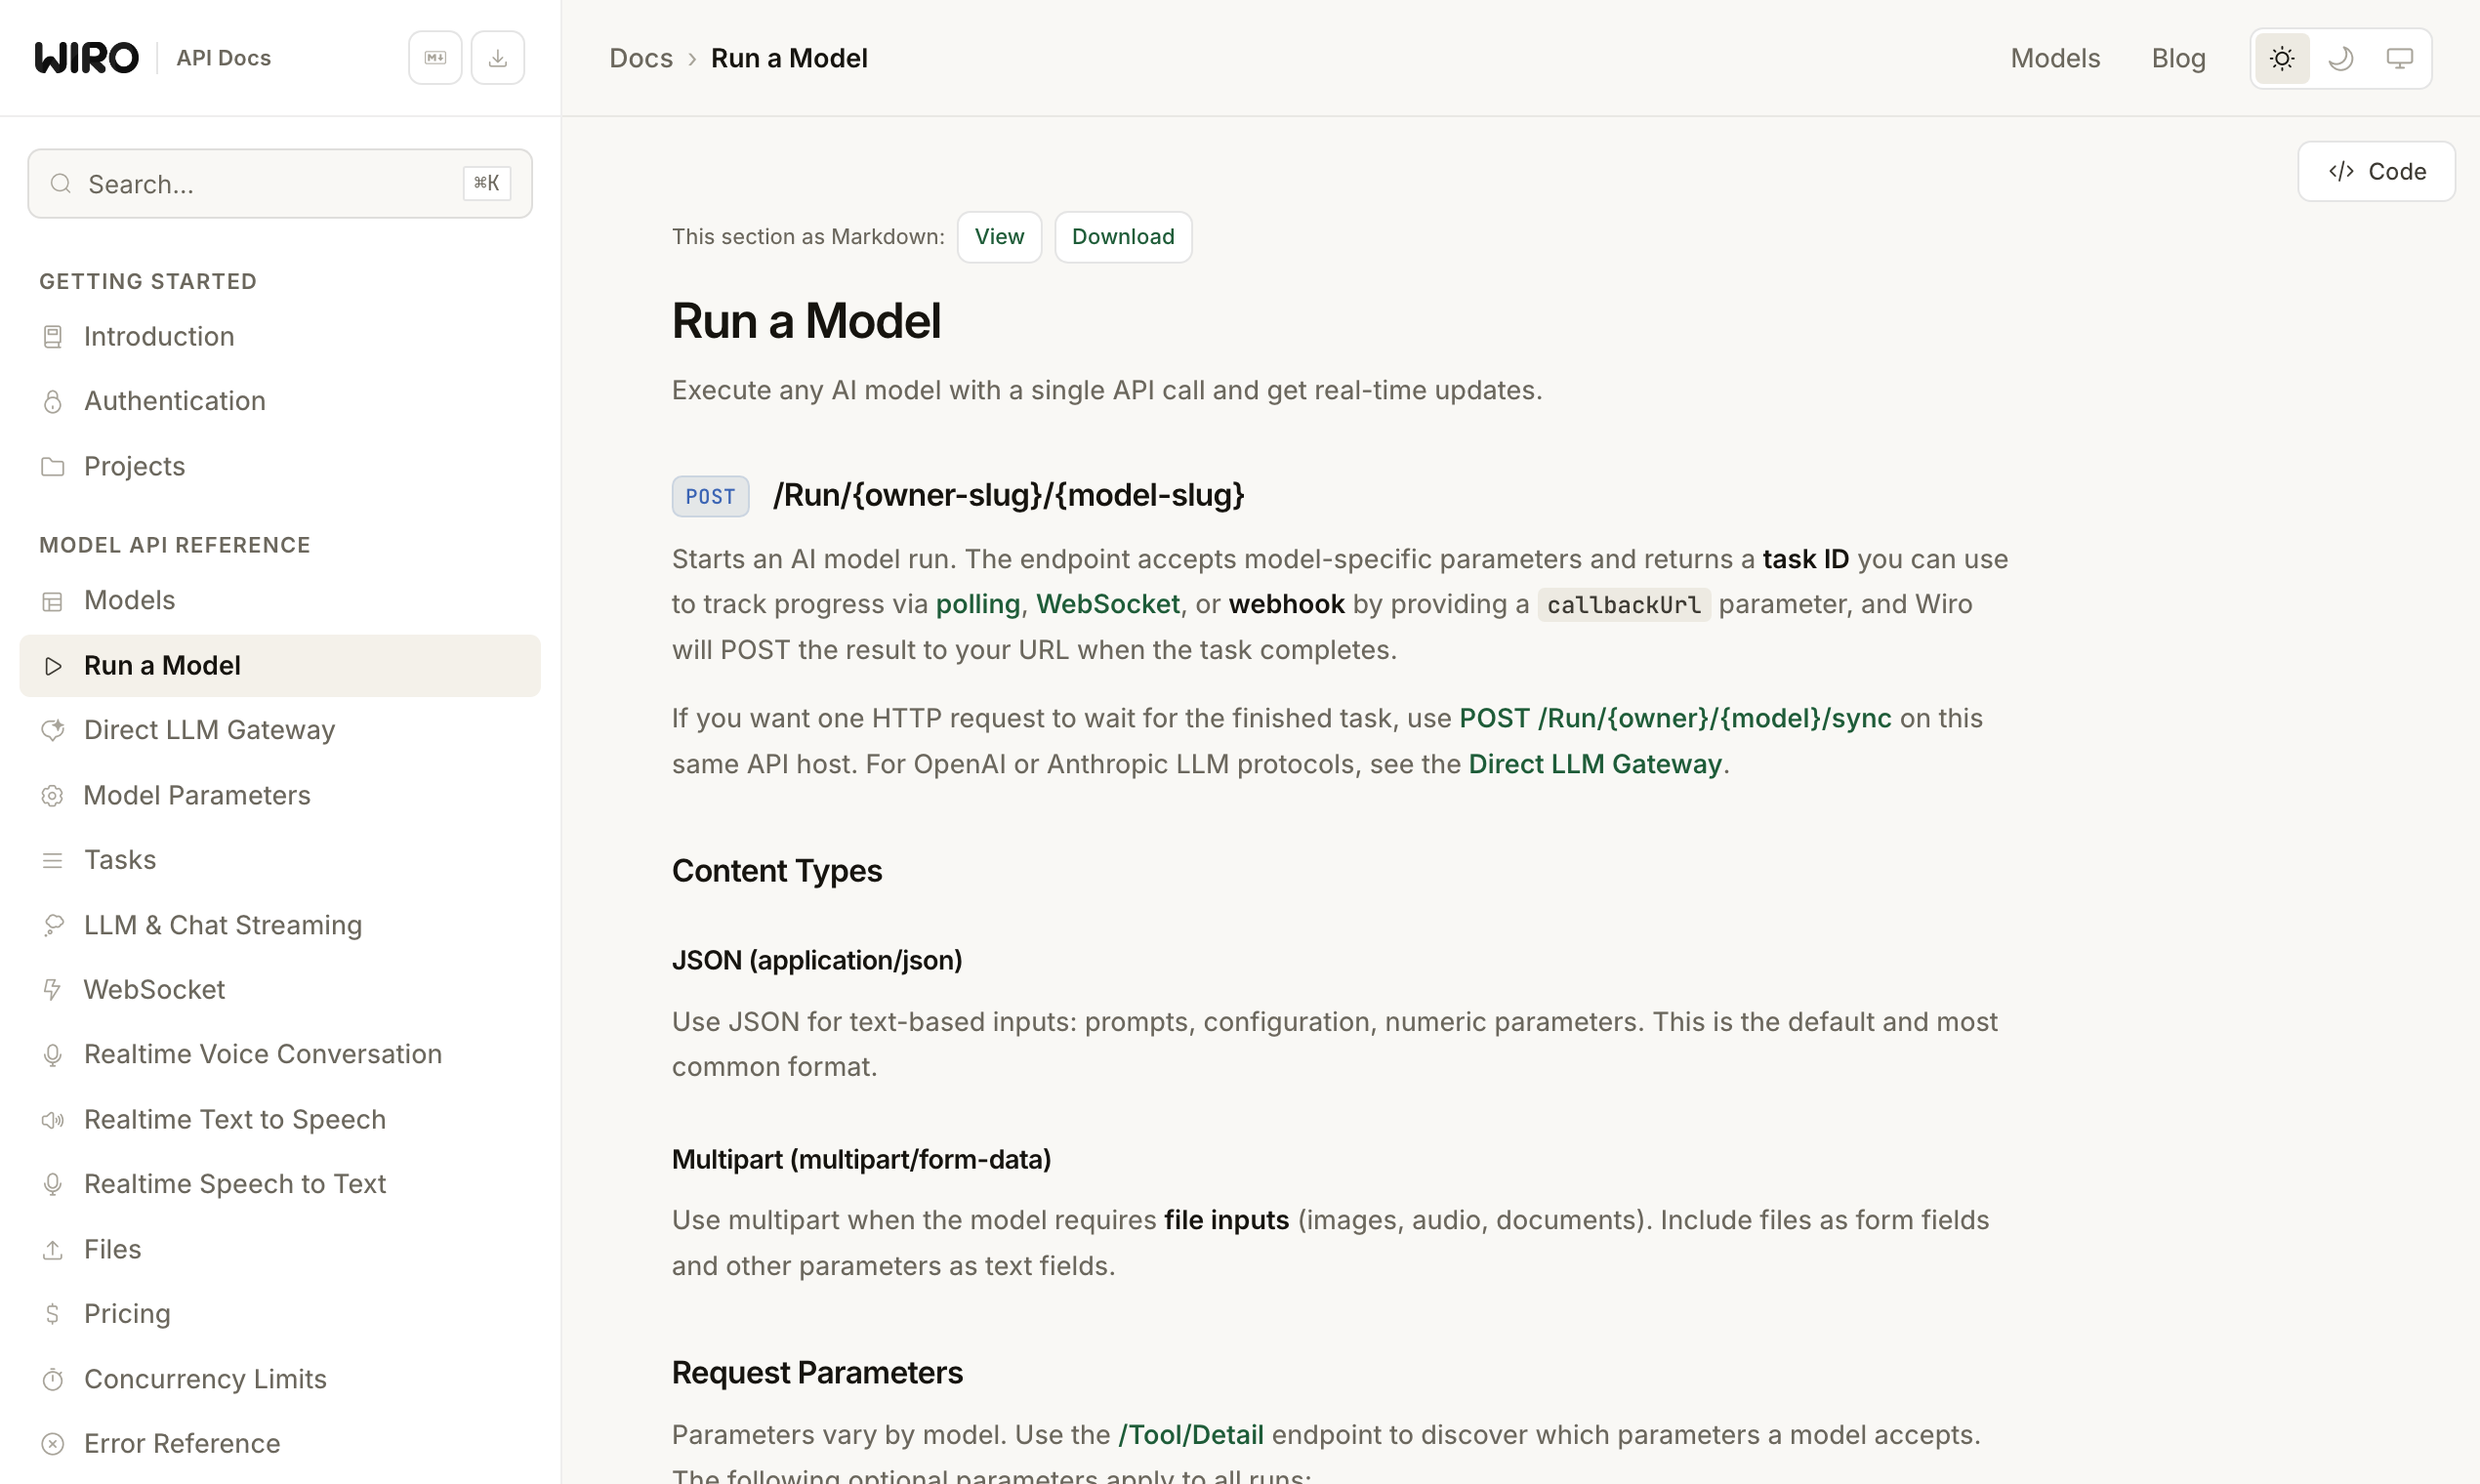 WIRO
API Docs
Docs › Run a Model
Models
Blog
Search...
⌘K
Code
GETTING STARTED
Introduction
Authentication
Projects
MODEL API REFERENCE
Models
Run a Model
Direct LLM Gateway
Model Parameters
Tasks
LLM & Chat Streaming
WebSocket
Realtime Voice Conversation
Realtime Text to Speech
Realtime Speech to Text
Files
Pricing
Concurrency Limits
Error Reference
This section as Markdown: View Download
Run a Model
Execute any AI model with a single API call and get real-time updates.
POST /Run/{owner-slug}/{model-slug}
Starts an AI model run. The endpoint accepts model-specific parameters and returns a task ID you can use
to track progress via polling, WebSocket, or webhook by providing a callbackUrl parameter, and Wiro
will POST the result to your URL when the task completes.
If you want one HTTP request to wait for the finished task, use POST /Run/{owner}/{model}/sync on this
same API host. For OpenAI or Anthropic LLM protocols, see the Direct LLM Gateway.
Content Types
JSON (application/json)
Use JSON for text-based inputs: prompts, configuration, numeric parameters. This is the default and most
common format.
Multipart (multipart/form-data)
Use multipart when the model requires file inputs (images, audio, documents). Include files as form fields
and other parameters as text fields.
Request Parameters
Parameters vary by model. Use the /Tool/Detail endpoint to discover which parameters a model accepts.
The following optional parameters apply to all runs: